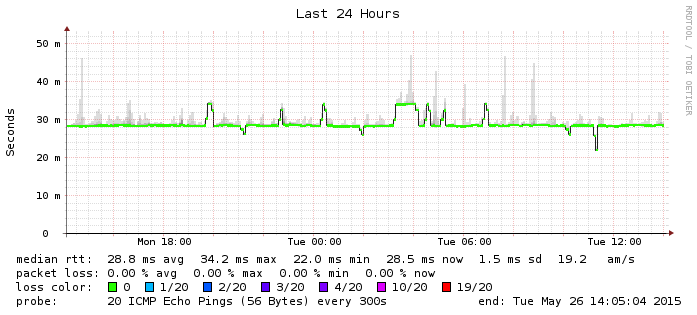 Last 24 Hours
RRDTOOL / TOBI OETIKER
50 m
40 m
30 m
20 m
10 m
0
Seconds
Mon 18:00 Tue 00:00 Tue 06:00 Tue 12:00
median rtt: 28.8 ms avg 34.2 ms max 22.0 ms min 28.5 ms now 1.5 ms sd 19.2 am/s
packet loss: 0.00 % avg 0.00 % max 0.00 % min 0.00 % now
loss color: 0 1/20 2/20 3/20 4/20 10/20 19/20
probe: 20 ICMP Echo Pings (56 Bytes) every 300s end: Tue May 26 14:05:04 2015